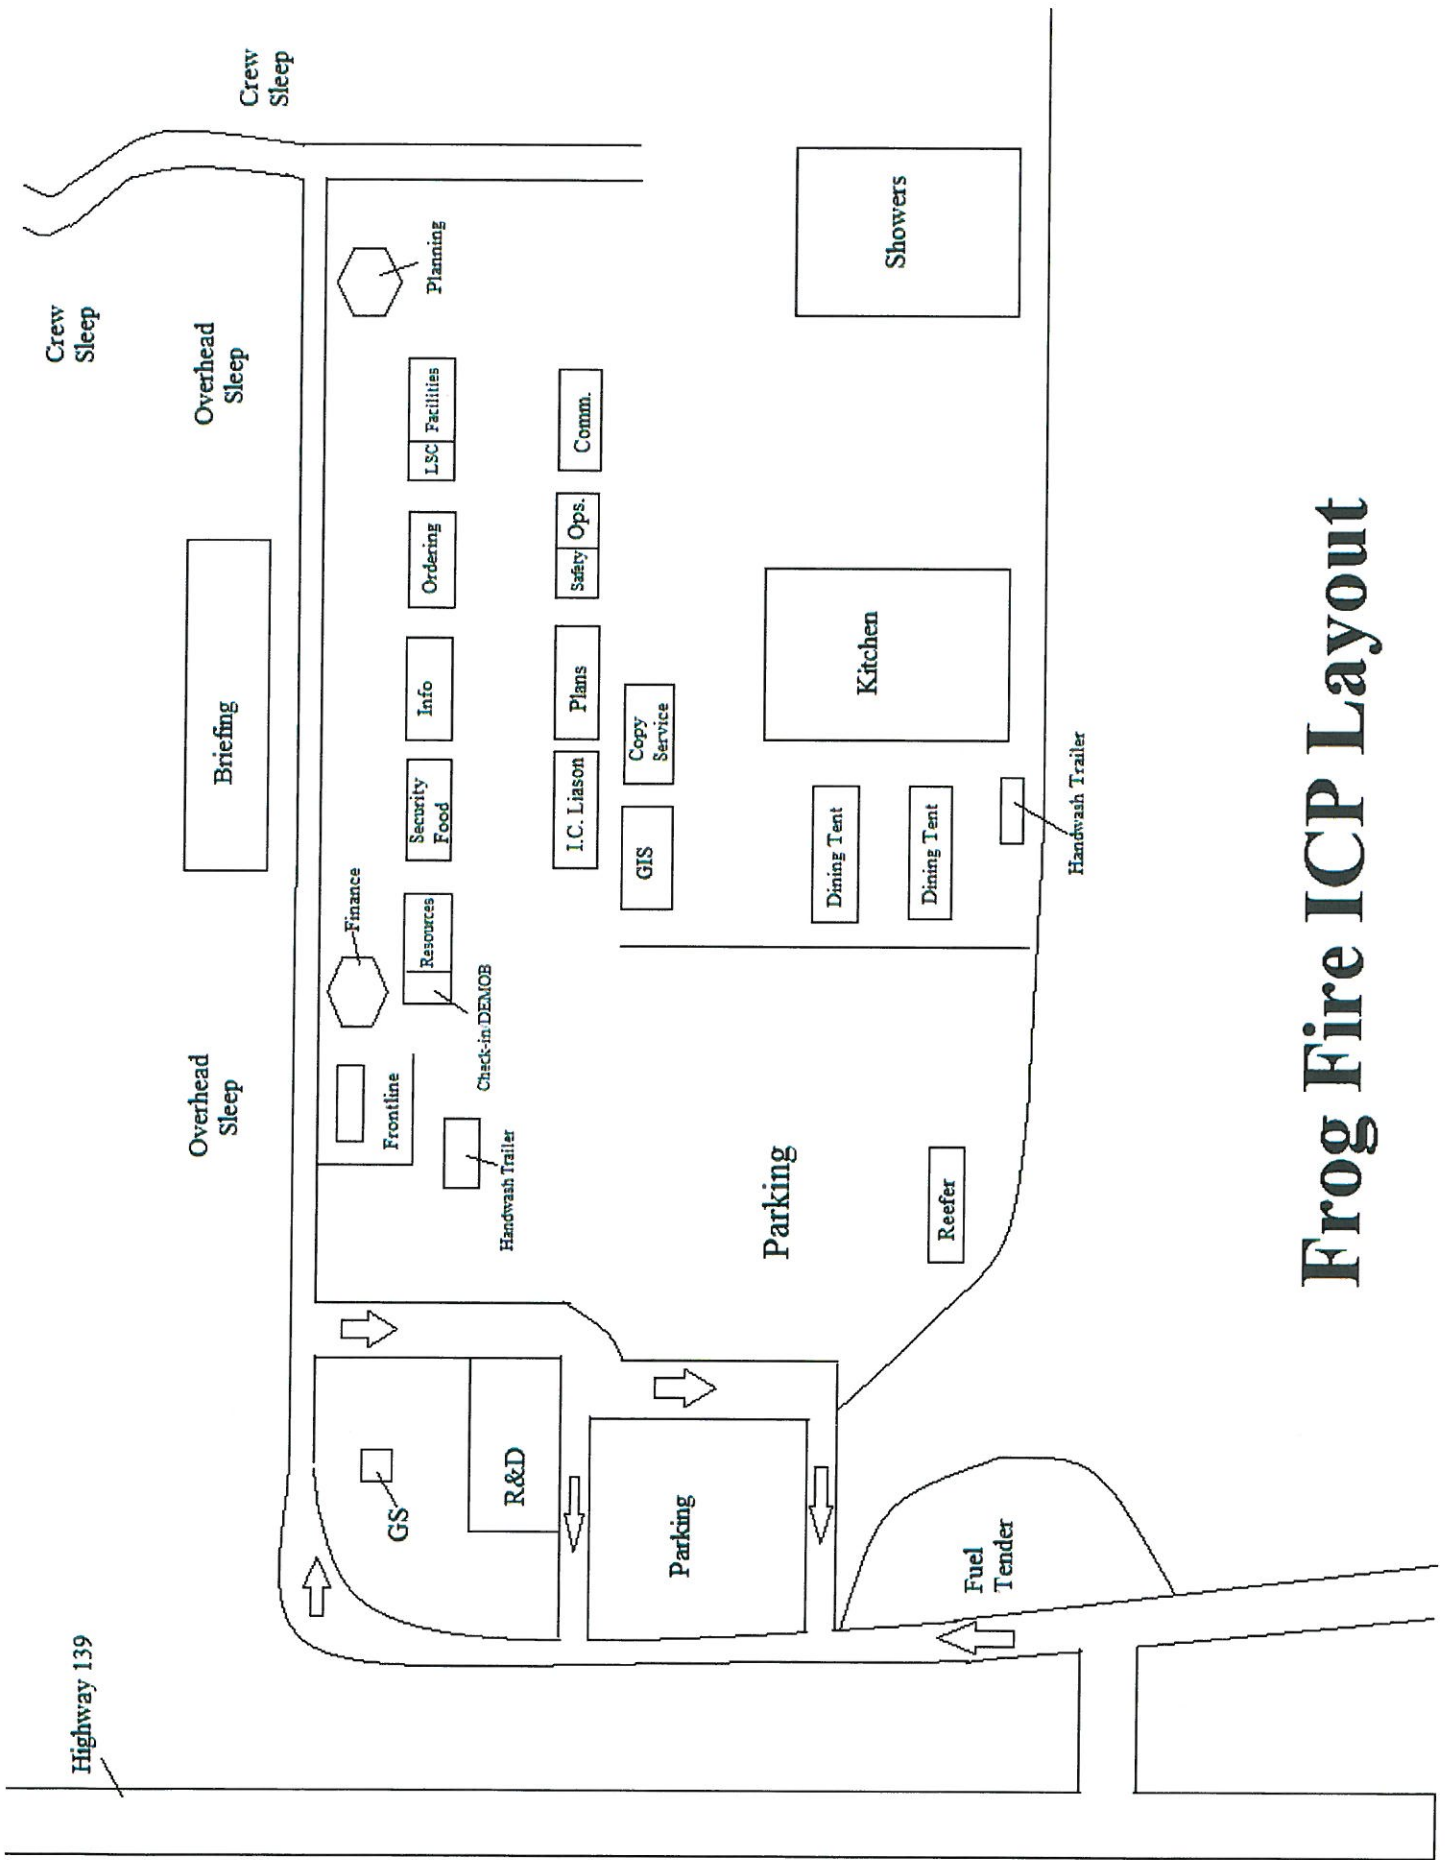 Highway 139
Crew
Sleep
Crew
Sleep
Overhead
Sleep
Overhead
Sleep
Briefing
Finance
Planning
Frontline
GS
Check-in/DEMOB
Resources
Security
Food
Info
Ordering
LSC
Facilities
Handwash Trailer
R&D
I.C. Liason
Plans
Safety
Ops.
Comm.
GIS
Copy
Service
Parking
Parking
Dining Tent
Kitchen
Showers
Dining Tent
Reefer
Fuel
Tender
Handwash Trailer
Frog Fire ICP Layout